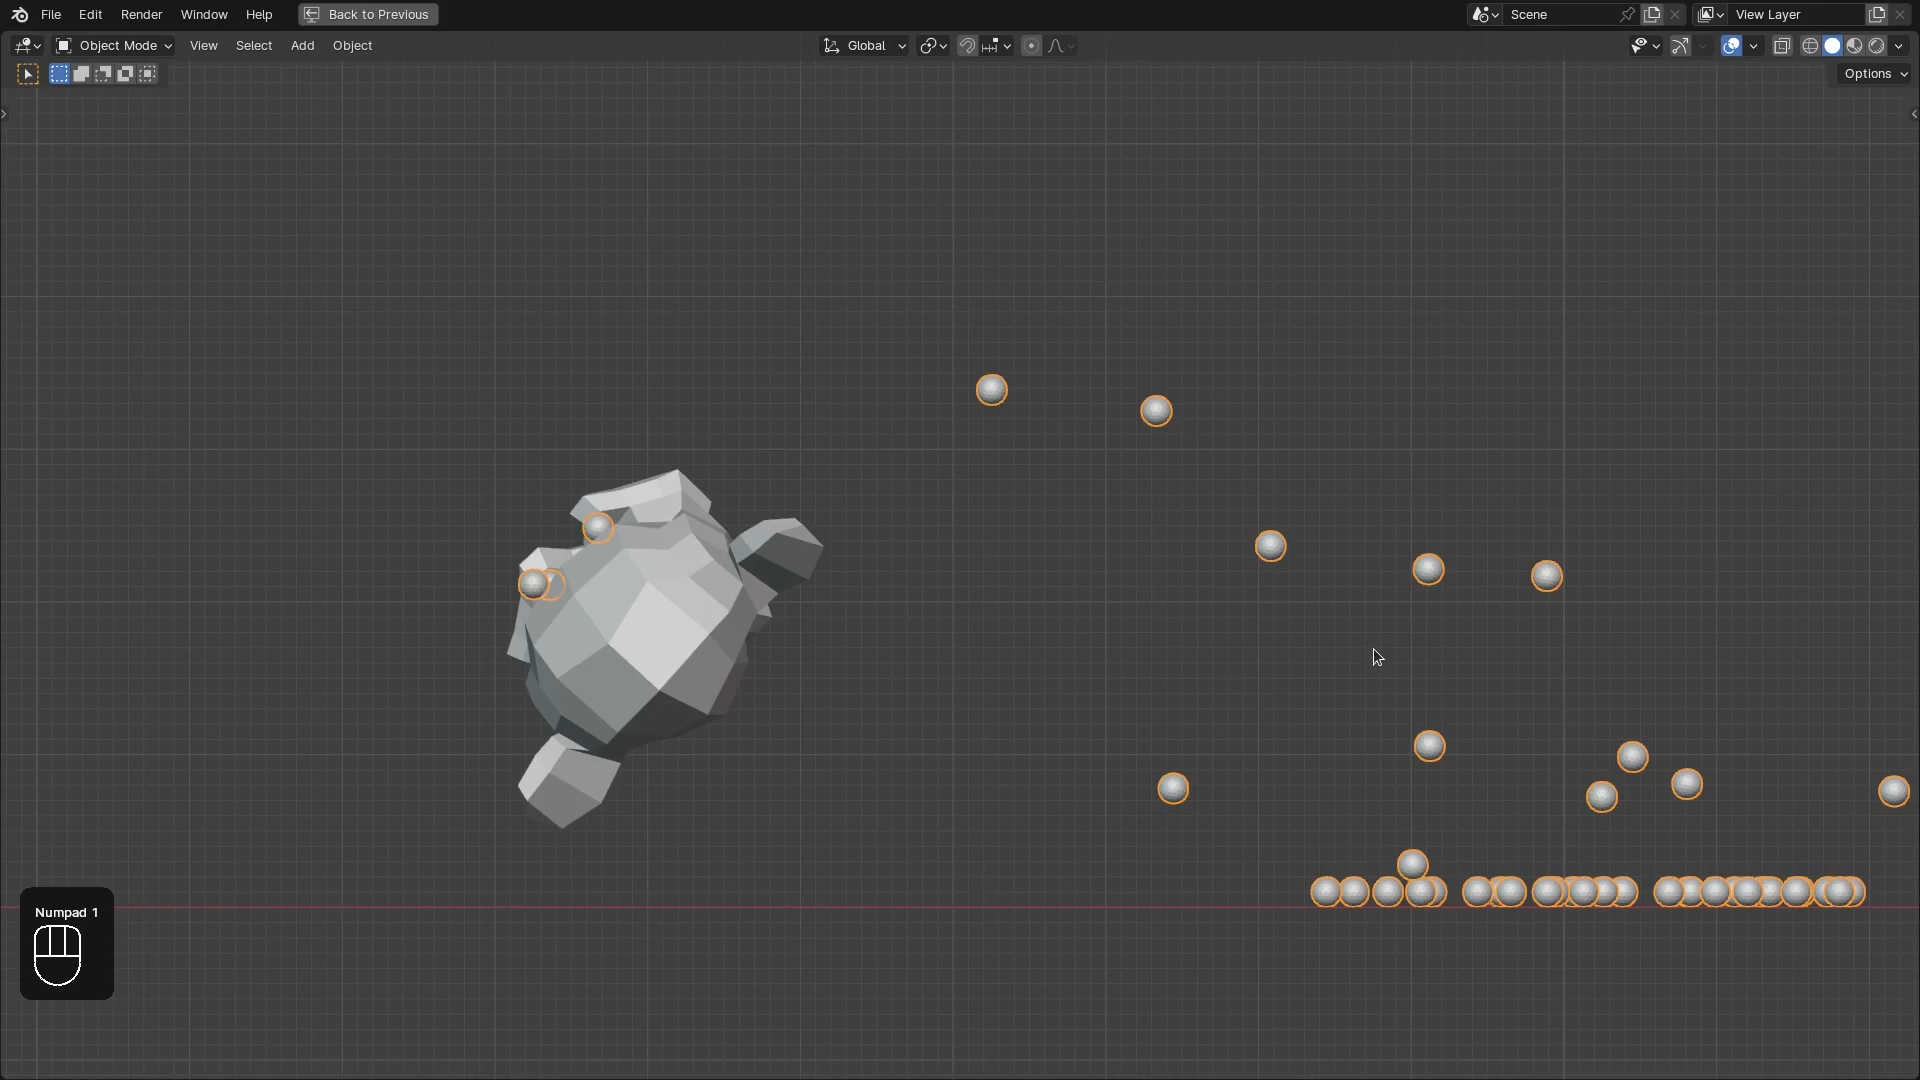 File Edit Render Window Help Back to Previous Scene View Layer
Object Mode View Select Add Object Global
Options
Numpad 1